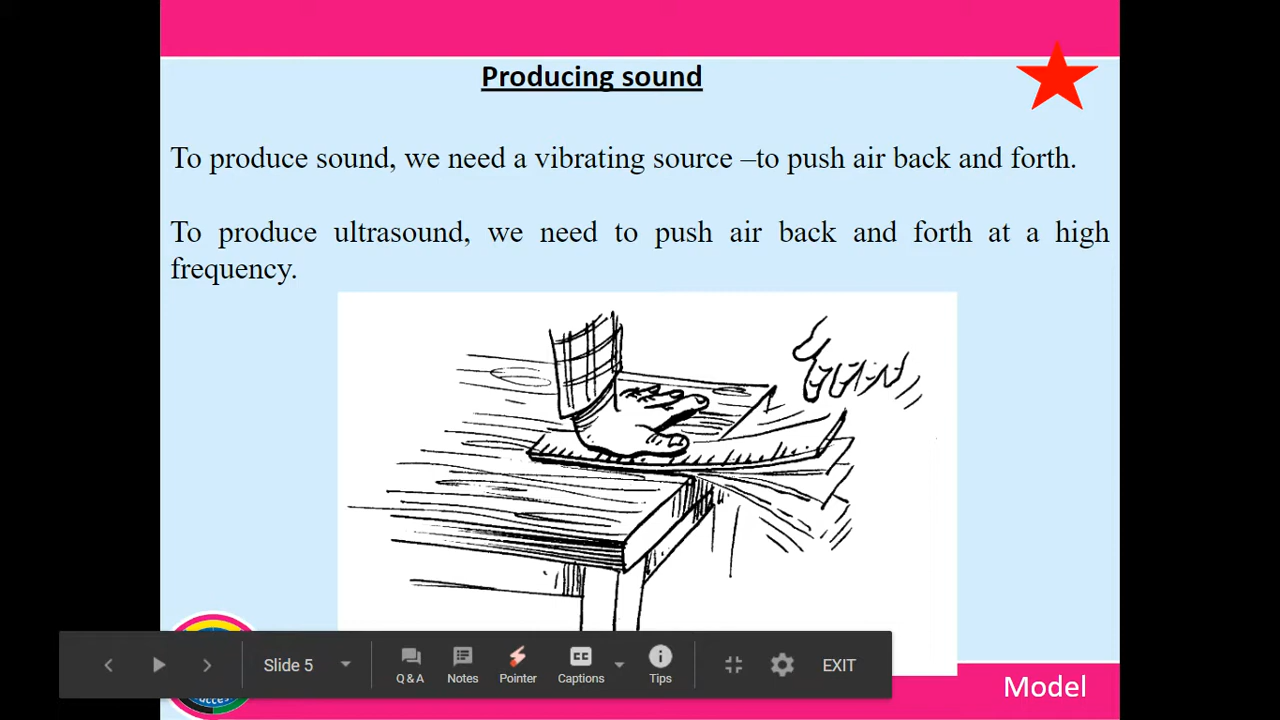 Producing sound
To produce sound, we need a vibrating source –to push air back and forth.
To produce ultrasound, we need to push air back and forth at a high
frequency.
Slide 5
Q & A
Notes
Pointer
CC
Captions
Tips
EXIT
Model